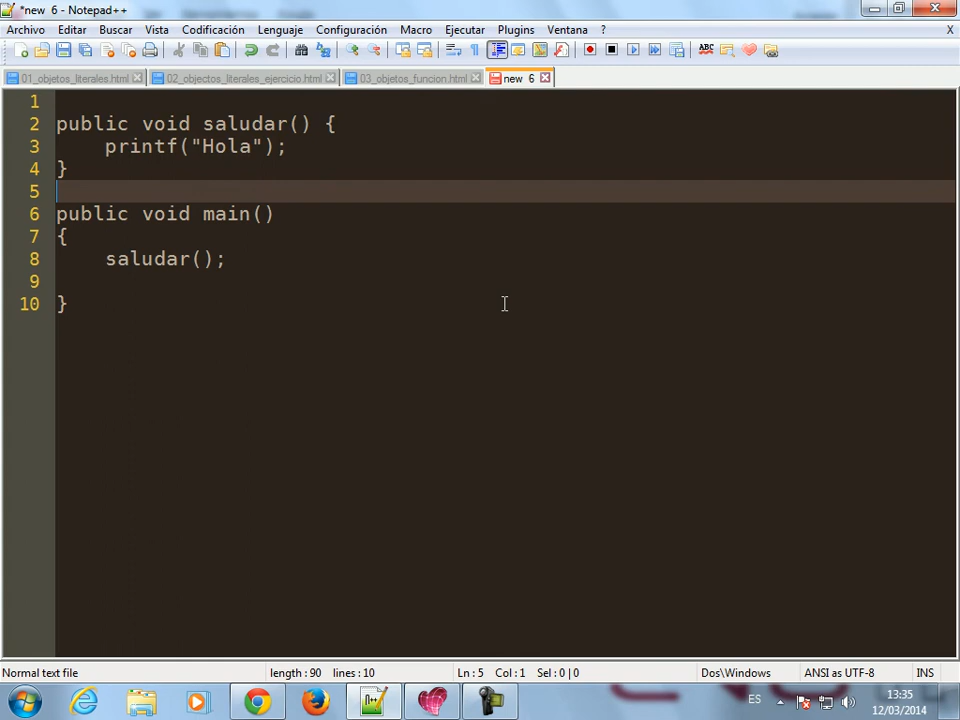 *new 6 - Notepad++
Archivo Editar Buscar Vista Codificación Lenguaje Configuración Macro Ejecutar Plugins Ventana ? X
01_objetos_literales.html 02_objectos_literales_ejercicio.html 03_objetos_funcion.html new 6
1
2 public void saludar() {
3 printf("Hola");
4 }
5
6 public void main()
7 {
8 saludar();
9
10 }
Normal text file length : 90 lines : 10 Ln : 5 Col : 1 Sel : 0 | 0 Dos\Windows ANSI as UTF-8 INS
ES 13:35
12/03/2014